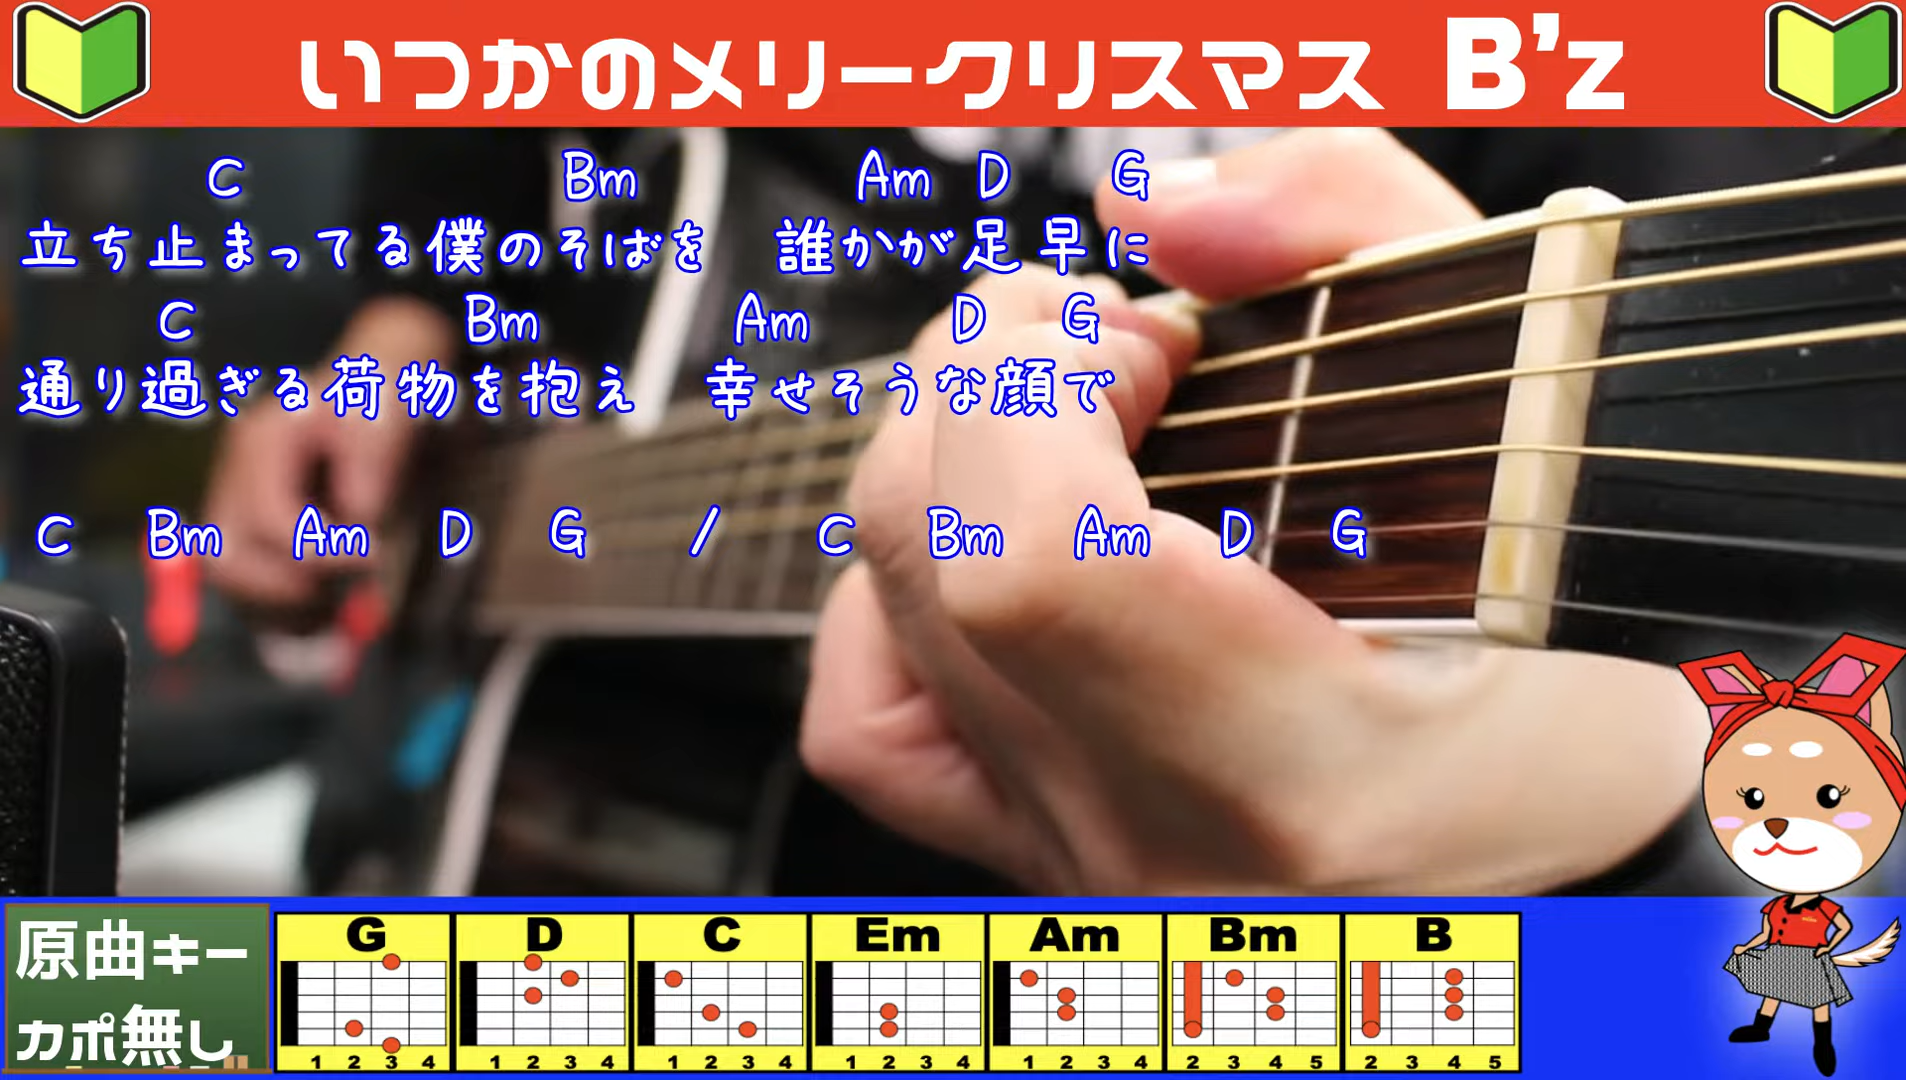 いつかのメリークリスマス B'z
C Bm Am D G
立ち止まってる僕のそばを 誰かが足早に
C Bm Am D G
通り過ぎる荷物を抱え 幸せそうな顔で
C Bm Am D G / C Bm Am D G
原曲キー
カポ無し
G D C Em Am Bm B
1 2 3 4 1 2 3 4 1 2 3 4 1 2 3 4 1 2 3 4 2 3 4 5 2 3 4 5